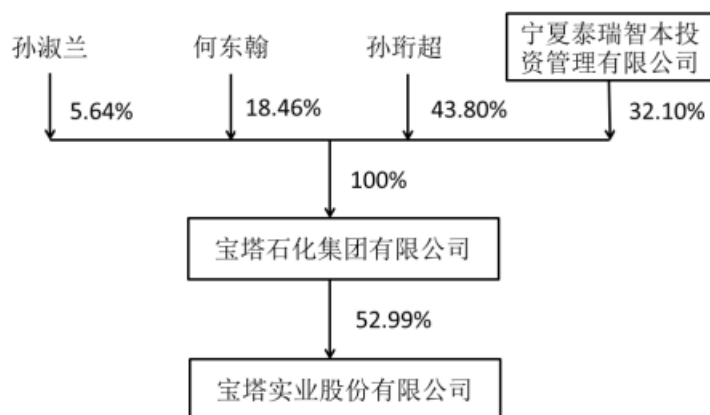 孙淑兰
何东翰
孙珩超
宁夏泰瑞智本投
资管理有限公司
5.64%
18.46%
43.80%
32.10%
100%
宝塔石化集团有限公司
52.99%
宝塔实业股份有限公司